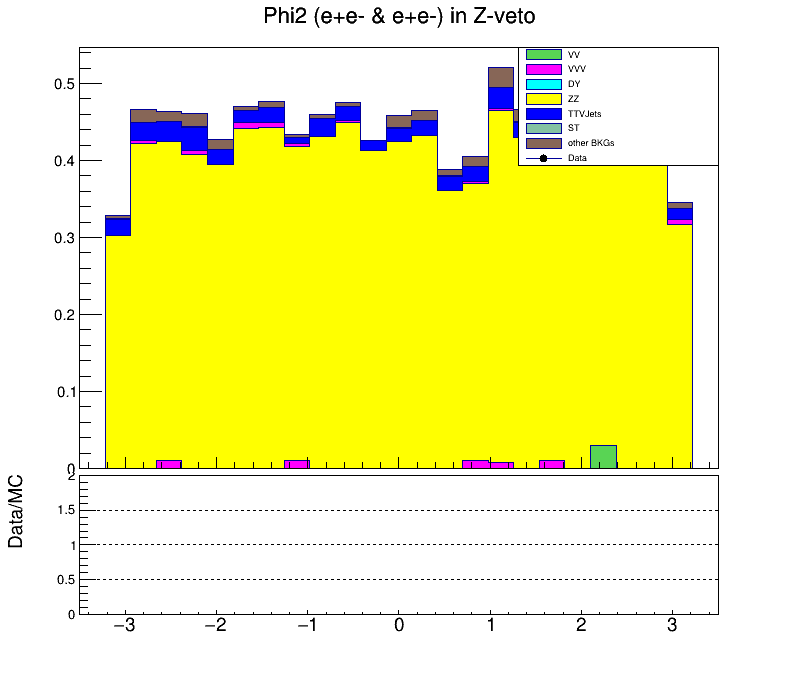 Phi2 (e+e- & e+e-) in Z-veto
VV
VVV
DY
ZZ
TTVJets
ST
other BKGs
Data
0.5
0.4
0.3
0.2
0.1
0
Data/MC
2
1.5
1
0.5
0
−3 −2 −1 0 1 2 3